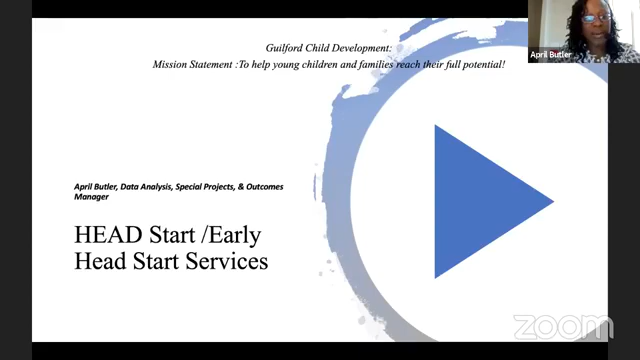 Guilford Child Development:
Mission Statement :To help young children and families reach their full potential!
April Butler
April Butler, Data Analysis, Special Projects, & Outcomes
Manager
HEAD Start /Early
Head Start Services
zoom